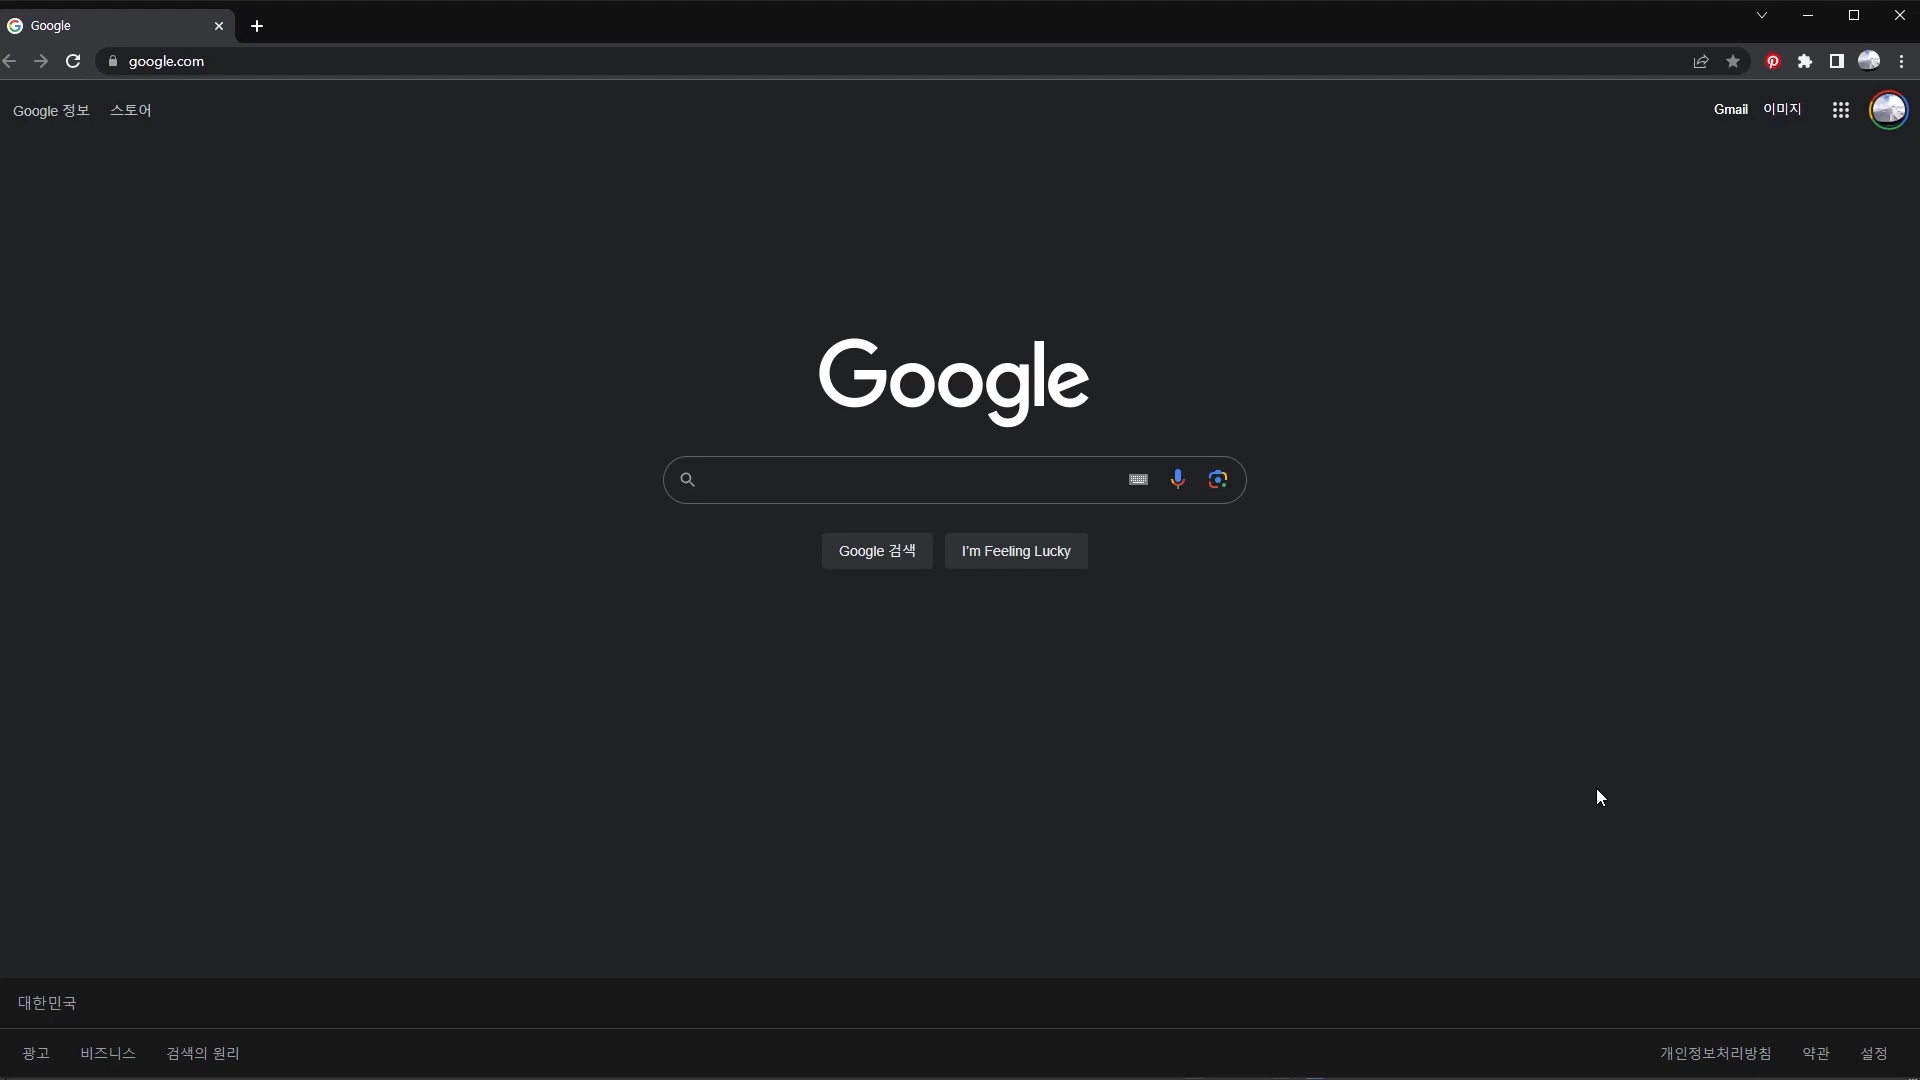 Google
google.com
Google 정보 스토어
Gmail 이미지
Google
Google 검색 I'm Feeling Lucky
대한민국
광고 비즈니스 검색의 원리
개인정보처리방침 약관 설정